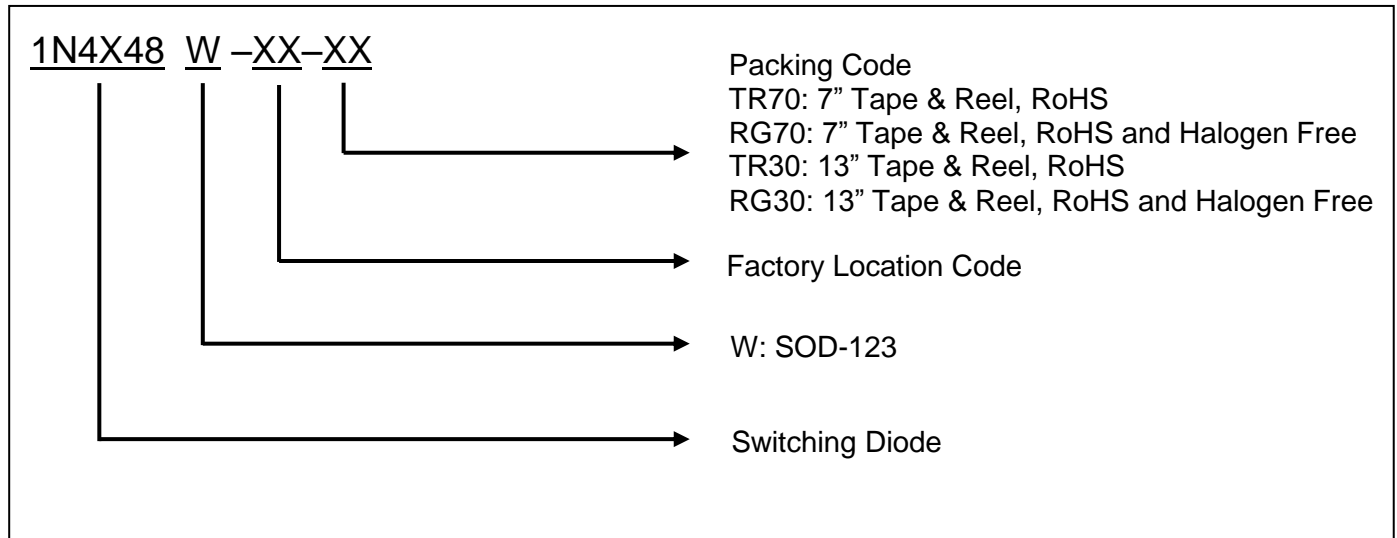 1N4X48 W –XX–XX
Packing Code
TR70: 7” Tape & Reel, RoHS
RG70: 7” Tape & Reel, RoHS and Halogen Free
TR30: 13” Tape & Reel, RoHS
RG30: 13” Tape & Reel, RoHS and Halogen Free
Factory Location Code
W: SOD-123
Switching Diode